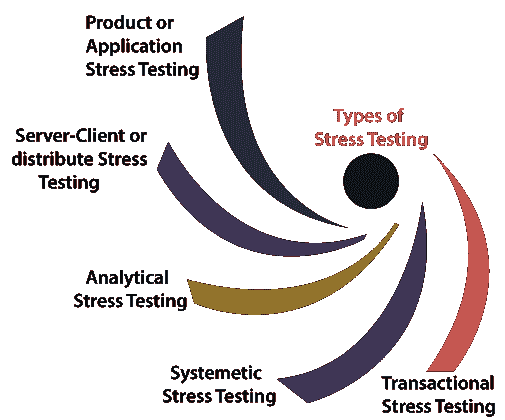 Product or
Application
Stress Testing
Types of
Stress Testing
Server-Client or
distribute Stress
Testing
Analytical
Stress Testing
Systemetic
Stress Testing
Transactional
Stress Testing